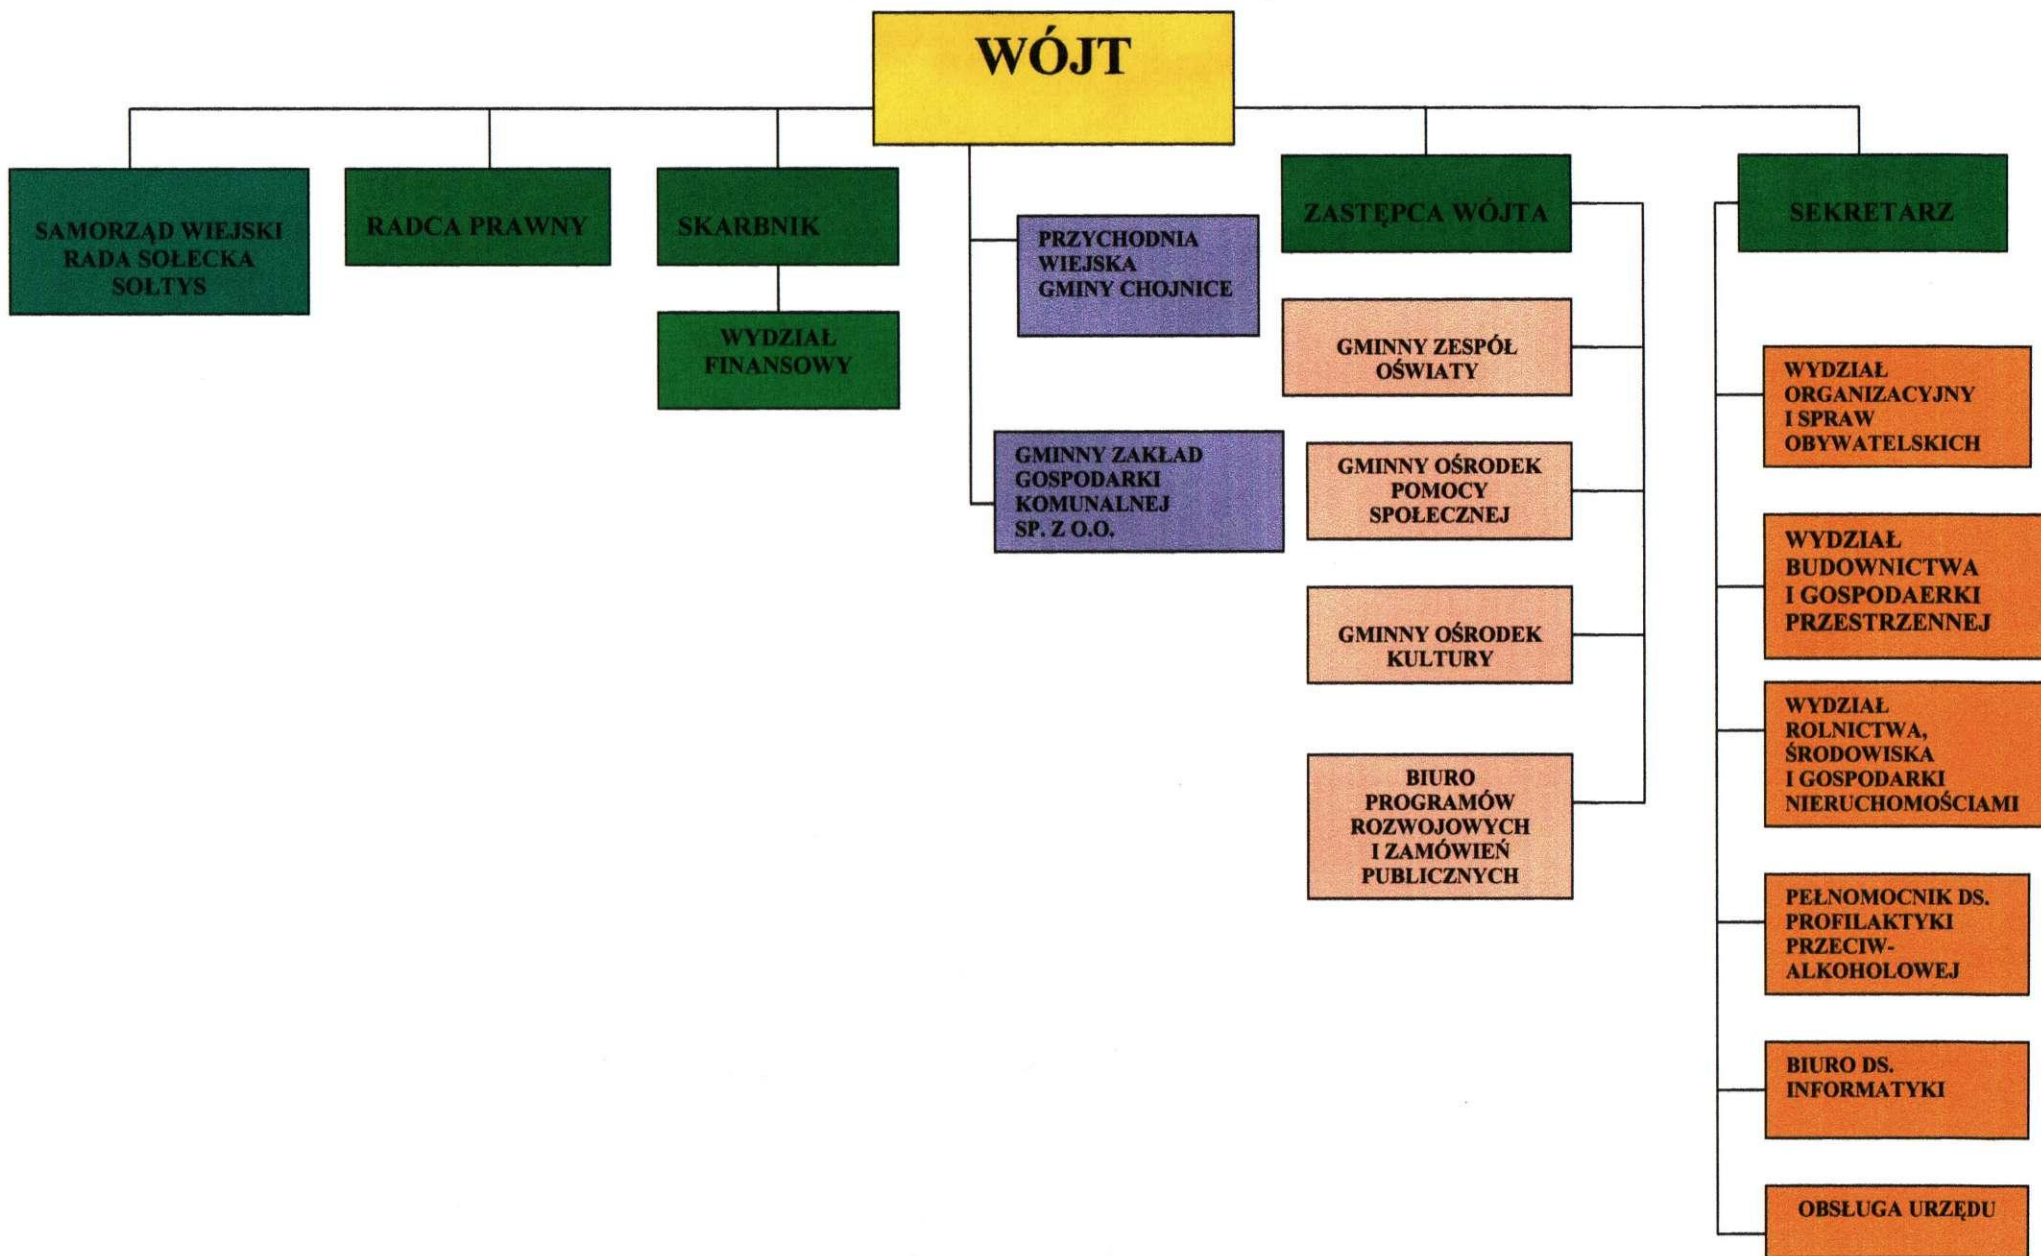 WÓJT
SAMORZĄD WIEJSKI
RADA SOŁECKA
SOŁTYS
RADCA PRAWNY
SKARBNIK
WYDZIAŁ
FINANSOWY
PRZYCHODNIA
WIEJSKA
GMINY CHOJNICE
GMINNY ZAKŁAD
GOSPODARKI
KOMUNALNEJ
SP. Z O.O.
ZASTĘPCA WÓJTA
GMINNY ZESPÓŁ
OŚWIATY
GMINNY OŚRODEK
POMOCY
SPOŁECZNEJ
GMINNY OŚRODEK
KULTURY
BIURO
PROGRAMÓW
ROZWOJOWYCH
I ZAMÓWIEŃ
PUBLICZNYCH
SEKRETARZ
WYDZIAŁ
ORGANIZACYJNY
I SPRAW
OBYWATELSKICH
WYDZIAŁ
BUDOWNICTWA
I GOSPODAERKI
PRZESTRZENNEJ
WYDZIAŁ
ROLNICTWA,
ŚRODOWISKA
I GOSPODARKI
NIERUCHOMOŚCIAMI
PEŁNOMOCNIK DS.
PROFILAKTYKI
PRZECIW-
ALKOHOLOWEJ
BIURO DS.
INFORMATYKI
OBSŁUGA URZĘDU